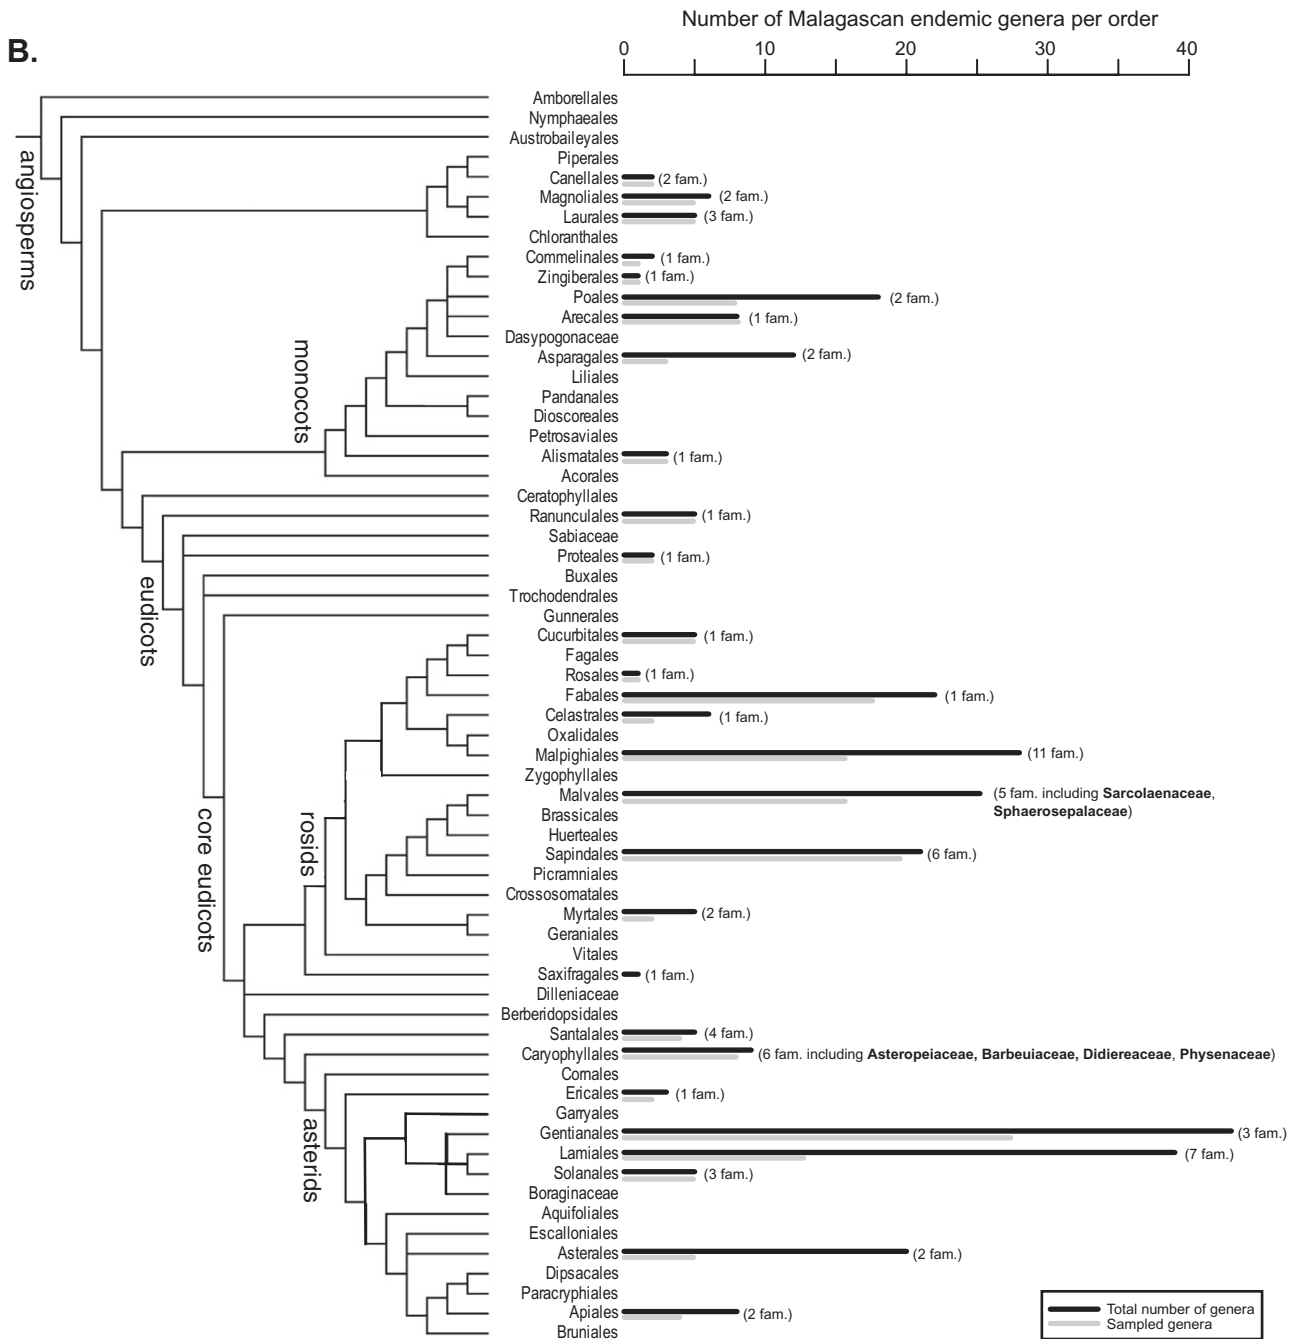 Number of Malagascan endemic genera per order
B.
0 10 20 30 40
Amborellales
Nymphaeales
Austrobaileyales
Piperales
Canellales (2 fam.)
Magnoliales (2 fam.)
Laurales (3 fam.)
Chloranthales
Commelinales (1 fam.)
Zingiberales (1 fam.)
Poales (2 fam.)
Arecales (1 fam.)
Dasypogonaceae
Asparagales (2 fam.)
Liliales
Pandanales
Dioscoreales
Petrosaviales
Alismatales (1 fam.)
Acorales
Ceratophyllales
Ranunculales (1 fam.)
Sabiaceae
Proteales (1 fam.)
Buxales
Trochodendrales
Gunnerales
Cucurbitales (1 fam.)
Fagales
Rosales (1 fam.)
Fabales (1 fam.)
Celastrales (1 fam.)
Oxalidales
Malpighiales (11 fam.)
Zygophyllales
Malvales (5 fam. including Sarcolaenaceae,
Sphaerosepalaceae)
Brassicales
Huerteales
Sapindales (6 fam.)
Picramniales
Crossosomatales
Myrtales (2 fam.)
Geraniales
Vitales
Saxifragales (1 fam.)
Dilleniaceae
Berberidopsidales
Santalales (4 fam.)
Caryophyllales (6 fam. including Asteropeiaceae, Barbeuiaceae, Didiereaceae, Physenaceae)
Cornales
Ericales (1 fam.)
Garryales
Gentianales (3 fam.)
Lamiales (7 fam.)
Solanales (3 fam.)
Boraginaceae
Aquifoliales
Escalloniales
Asterales (2 fam.)
Dipsacales
Paracryphiales
Apiales (2 fam.)
Bruniales
angiosperms
monocots
eudicots
core eudicots
rosids
asterids
Total number of genera
Sampled genera